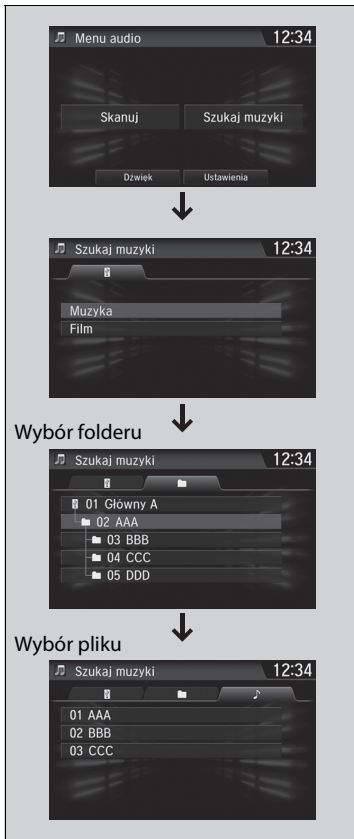 Menu audio 12:34
Skanuj Szukaj muzyki
Dźwięk Ustawienia
Szukaj muzyki 12:34
Muzyka
Film
Wybór folderu
Szukaj muzyki 12:34
01 Główny A
02 AAA
03 BBB
04 CCC
05 DDD
Wybór pliku
Szukaj muzyki 12:34
01 AAA
02 BBB
03 CCC